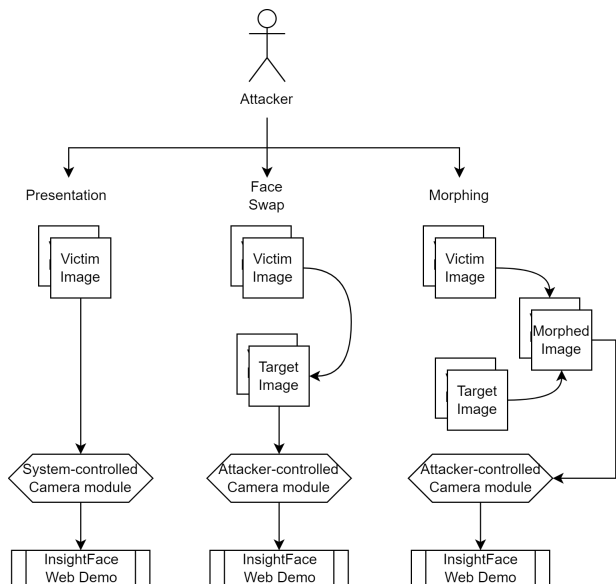 Attacker
Presentation
Face
Swap
Morphing
Victim
Image
Victim
Image
Victim
Image
Morphed
Image
Target
Image
Target
Image
System-controlled
Camera module
Attacker-controlled
Camera module
Attacker-controlled
Camera module
InsightFace
Web Demo
InsightFace
Web Demo
InsightFace
Web Demo